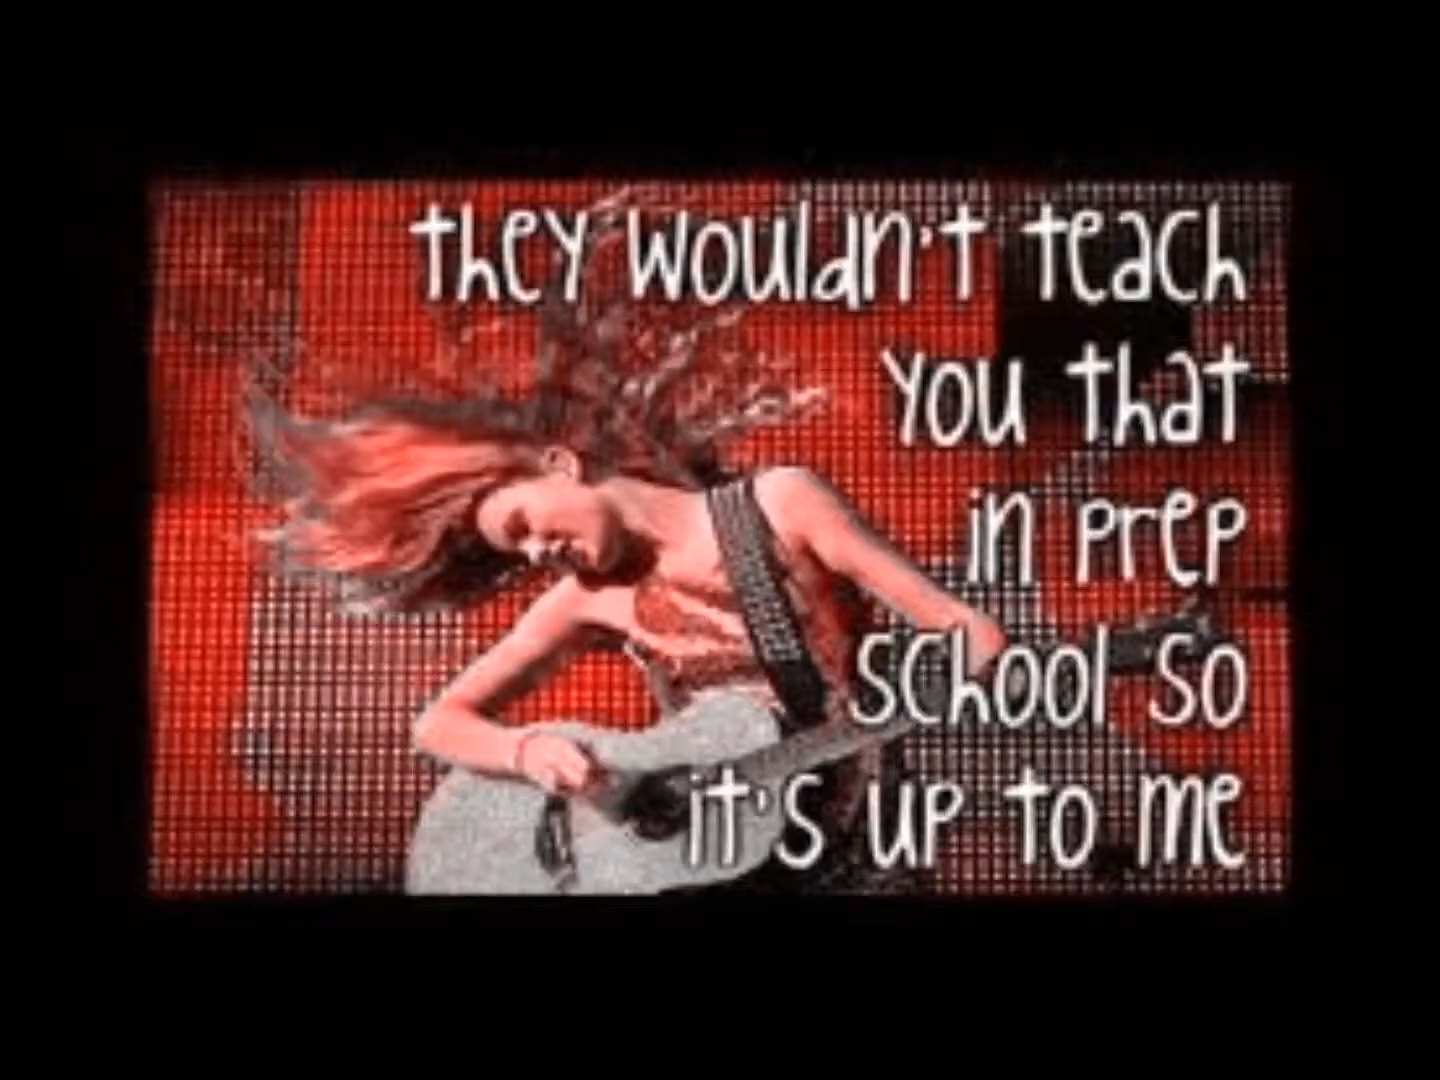 they wouldn't teach
you that
in prep
school so
it's up to me